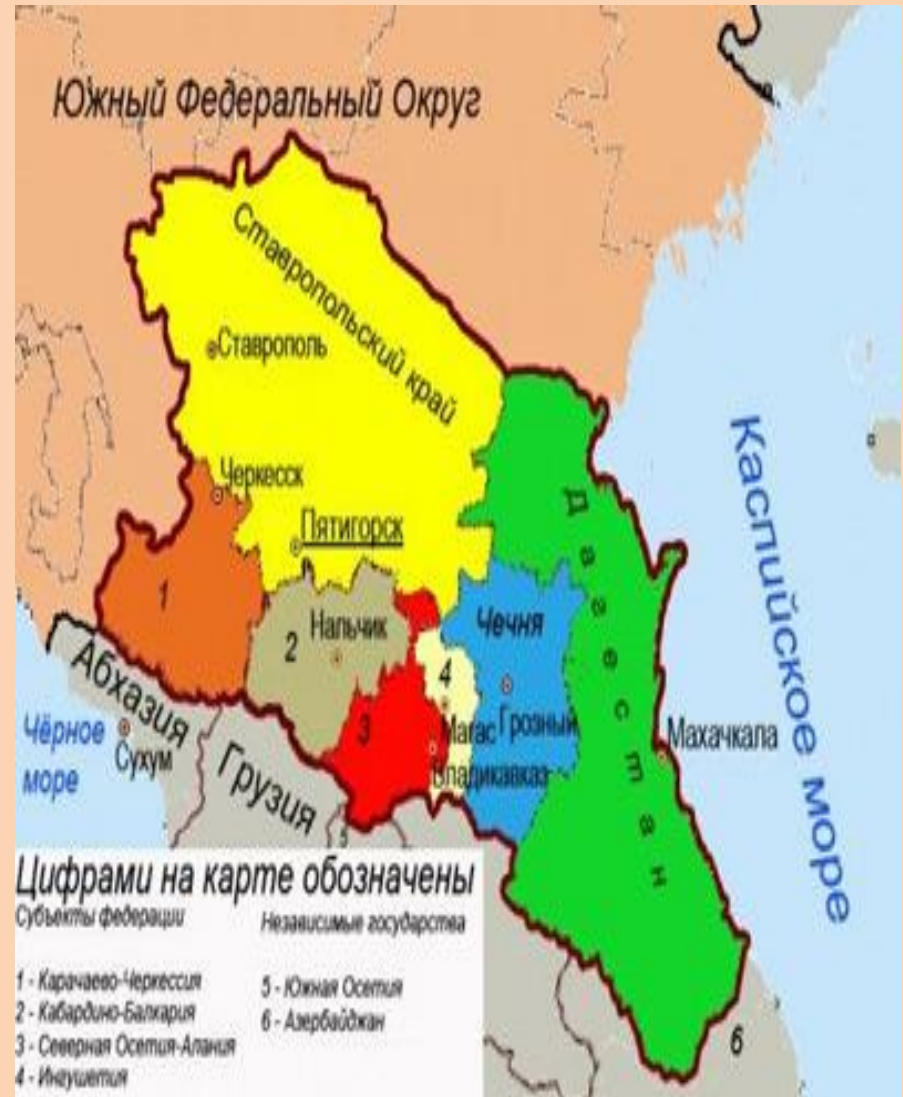 Южный Федеральный Округ
Ставропольский край
Ставрополь
Черкесск
Пятигорск
1
2
Нальчик
3
4
Чечня
Магас
Грозный
Владикавказ
Дагестан
Махачкала
Каспийское море
Абхазия
Сухум
Чёрное
море
Грузия
5
6
Цифрами на карте обозначены
Субъекты федерации
Независимые государства
1 - Карачаево-Черкессия
2 - Кабардино-Балкария
3 - Северная Осетия-Алания
4 - Ингушетия
5 - Южная Осетия
6 - Азербайджан